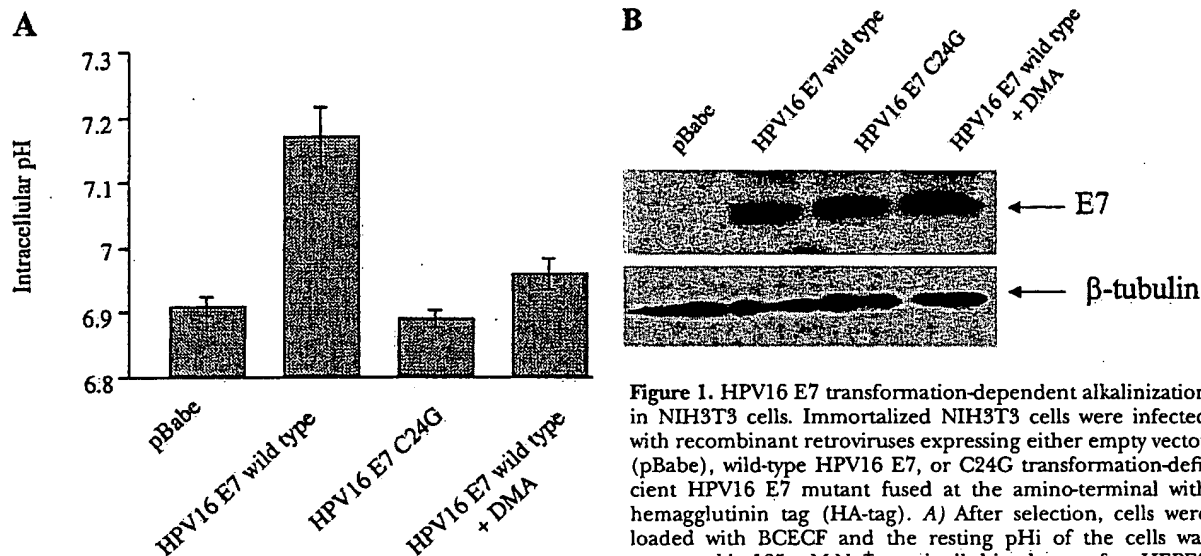 A
7.3
7.2
7.1
7
6.9
6.8
Intracellular pH
pBabe
HPV16 E7 wild type
HPV16 E7 C24G
HPV16 E7 wild type
+ DMA
B
pBabe
HPV16 E7 wild type
HPV16 E7 C24G
HPV16 E7 wild type
+ DMA
E7
β-tubulin
Figure 1. HPV16 E7 transformation-dependent alkalinization
in NIH3T3 cells. Immortalized NIH3T3 cells were infected
with recombinant retroviruses expressing either empty vector
(pBabe), wild-type HPV16 E7, or C24G transformation-defi
cient HPV16 E7 mutant fused at the amino-terminal with
hemagglutinin tag (HA-tag). A) After selection, cells were
loaded with BCECF and the resting pHi of the cells wa